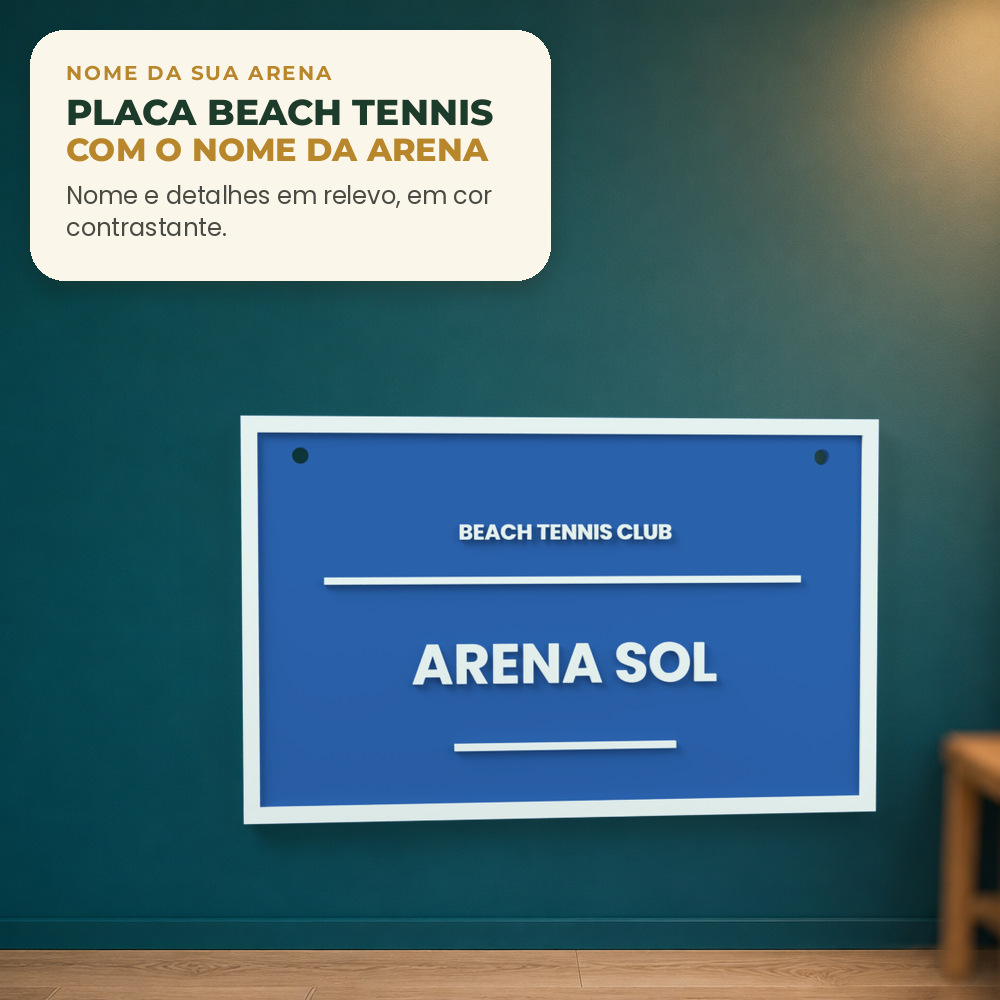 NOME DA SUA ARENA
PLACA BEACH TENNIS
COM O NOME DA ARENA
Nome e detalhes em relevo, em cor
contrastante.
BEACH TENNIS CLUB
ARENA SOL